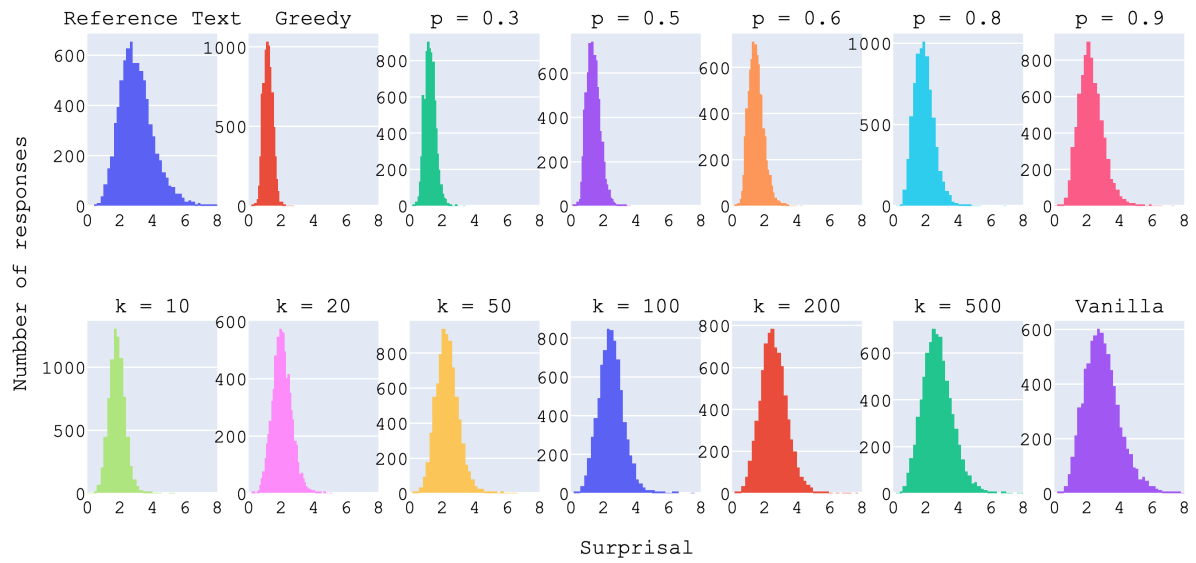 Reference Text Greedy p = 0.3 p = 0.5 p = 0.6 p = 0.8 p = 0.9
600 400 200 0
1000 500 0
800 600 400 200 0
600 400 200 0
600 400 200 0
1000 500 0
800 600 400 200 0
0 2 4 6 8 0 2 4 6 8 0 2 4 6 8 0 2 4 6 8 0 2 4 6 8 0 2 4 6 8 0 2 4 6 8
Numbber of responses
k = 10 k = 20 k = 50 k = 100 k = 200 k = 500 Vanilla
1000 500 0
600 400 200 0
800 600 400 200 0
800 600 400 200 0
800 600 400 200 0
600 400 200 0
600 400 200 0
0 2 4 6 8 0 2 4 6 8 0 2 4 6 8 0 2 4 6 8 0 2 4 6 8 0 2 4 6 8 0 2 4 6 8
Surprisal